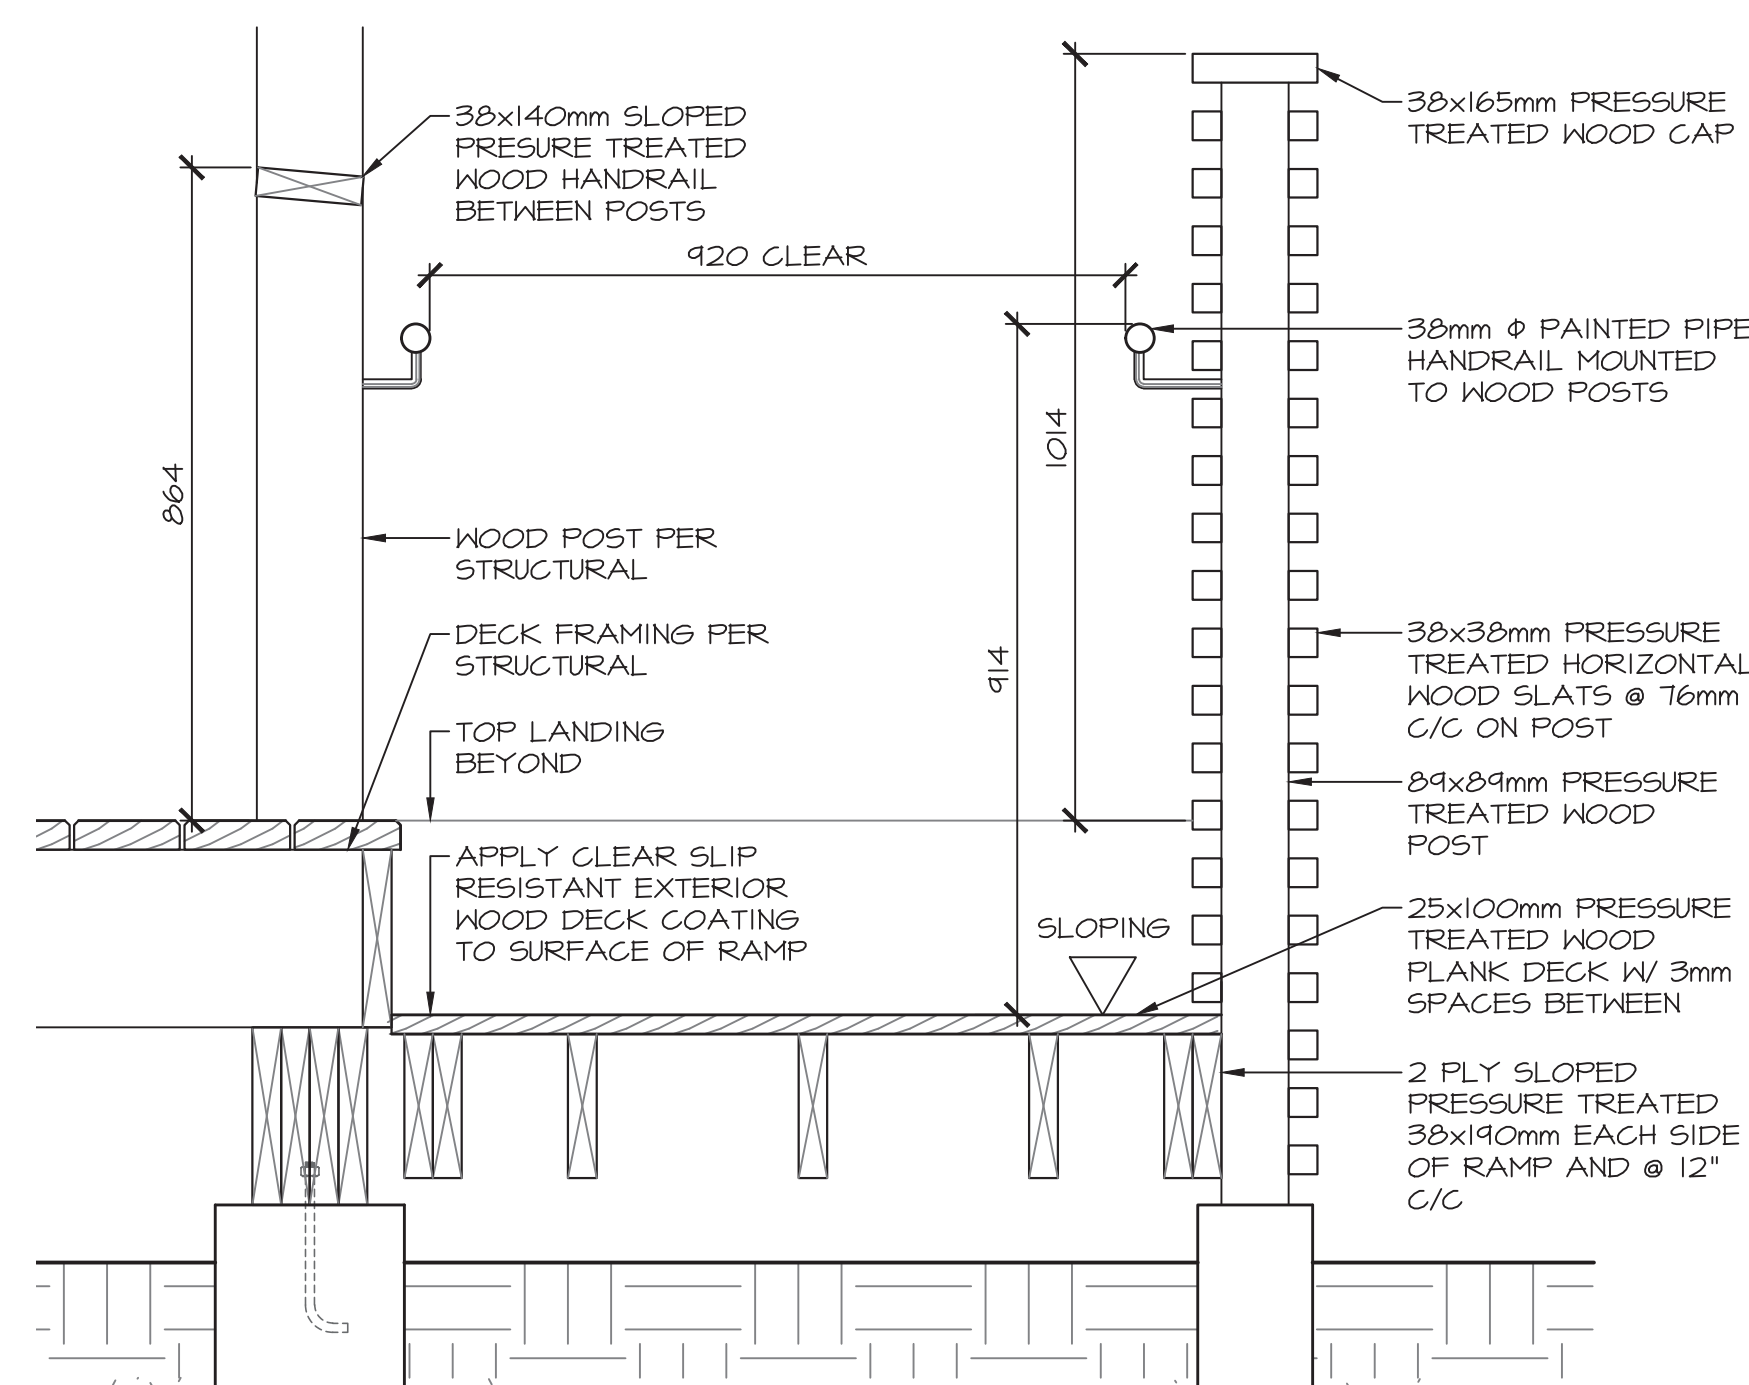 38x140mm SLOPED
PRESURE TREATED
WOOD HANDRAIL
BETWEEN POSTS
38x165mm PRESSURE
TREATED WOOD CAP
920 CLEAR
38mm Φ PAINTED PIPE
HANDRAIL MOUNTED
TO WOOD POSTS
1014
864
WOOD POST PER
STRUCTURAL
DECK FRAMING PER
STRUCTURAL
914
38x38mm PRESSURE
TREATED HORIZONTAL
WOOD SLATS @ 76mm
C/C ON POST
TOP LANDING
BEYOND
89x89mm PRESSURE
TREATED WOOD
POST
APPLY CLEAR SLIP
RESISTANT EXTERIOR
WOOD DECK COATING
TO SURFACE OF RAMP
SLOPING
25x100mm PRESSURE
TREATED WOOD
PLANK DECK W/ 3mm
SPACES BETWEEN
2 PLY SLOPED
PRESSURE TREATED
38x190mm EACH SIDE
OF RAMP AND @ 12"
C/C